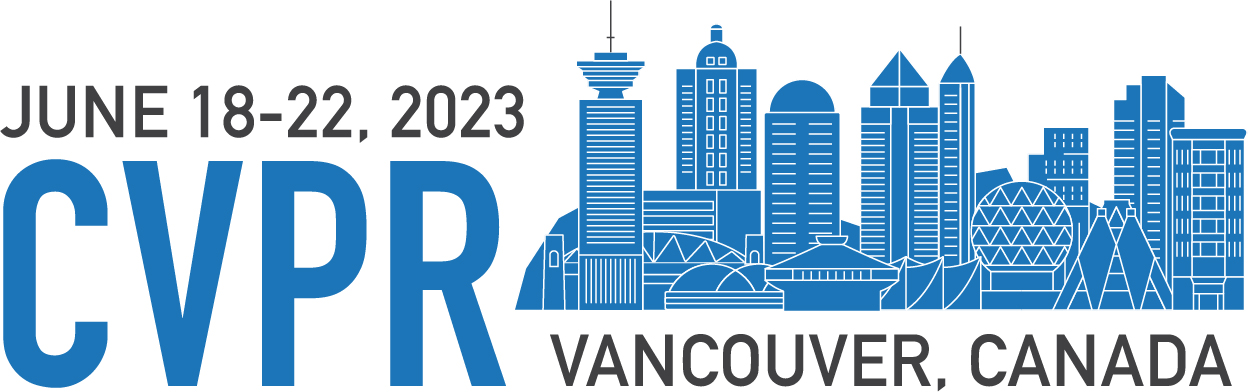 JUNE 18-22, 2023
CVPR
VANCOUVER, CANADA